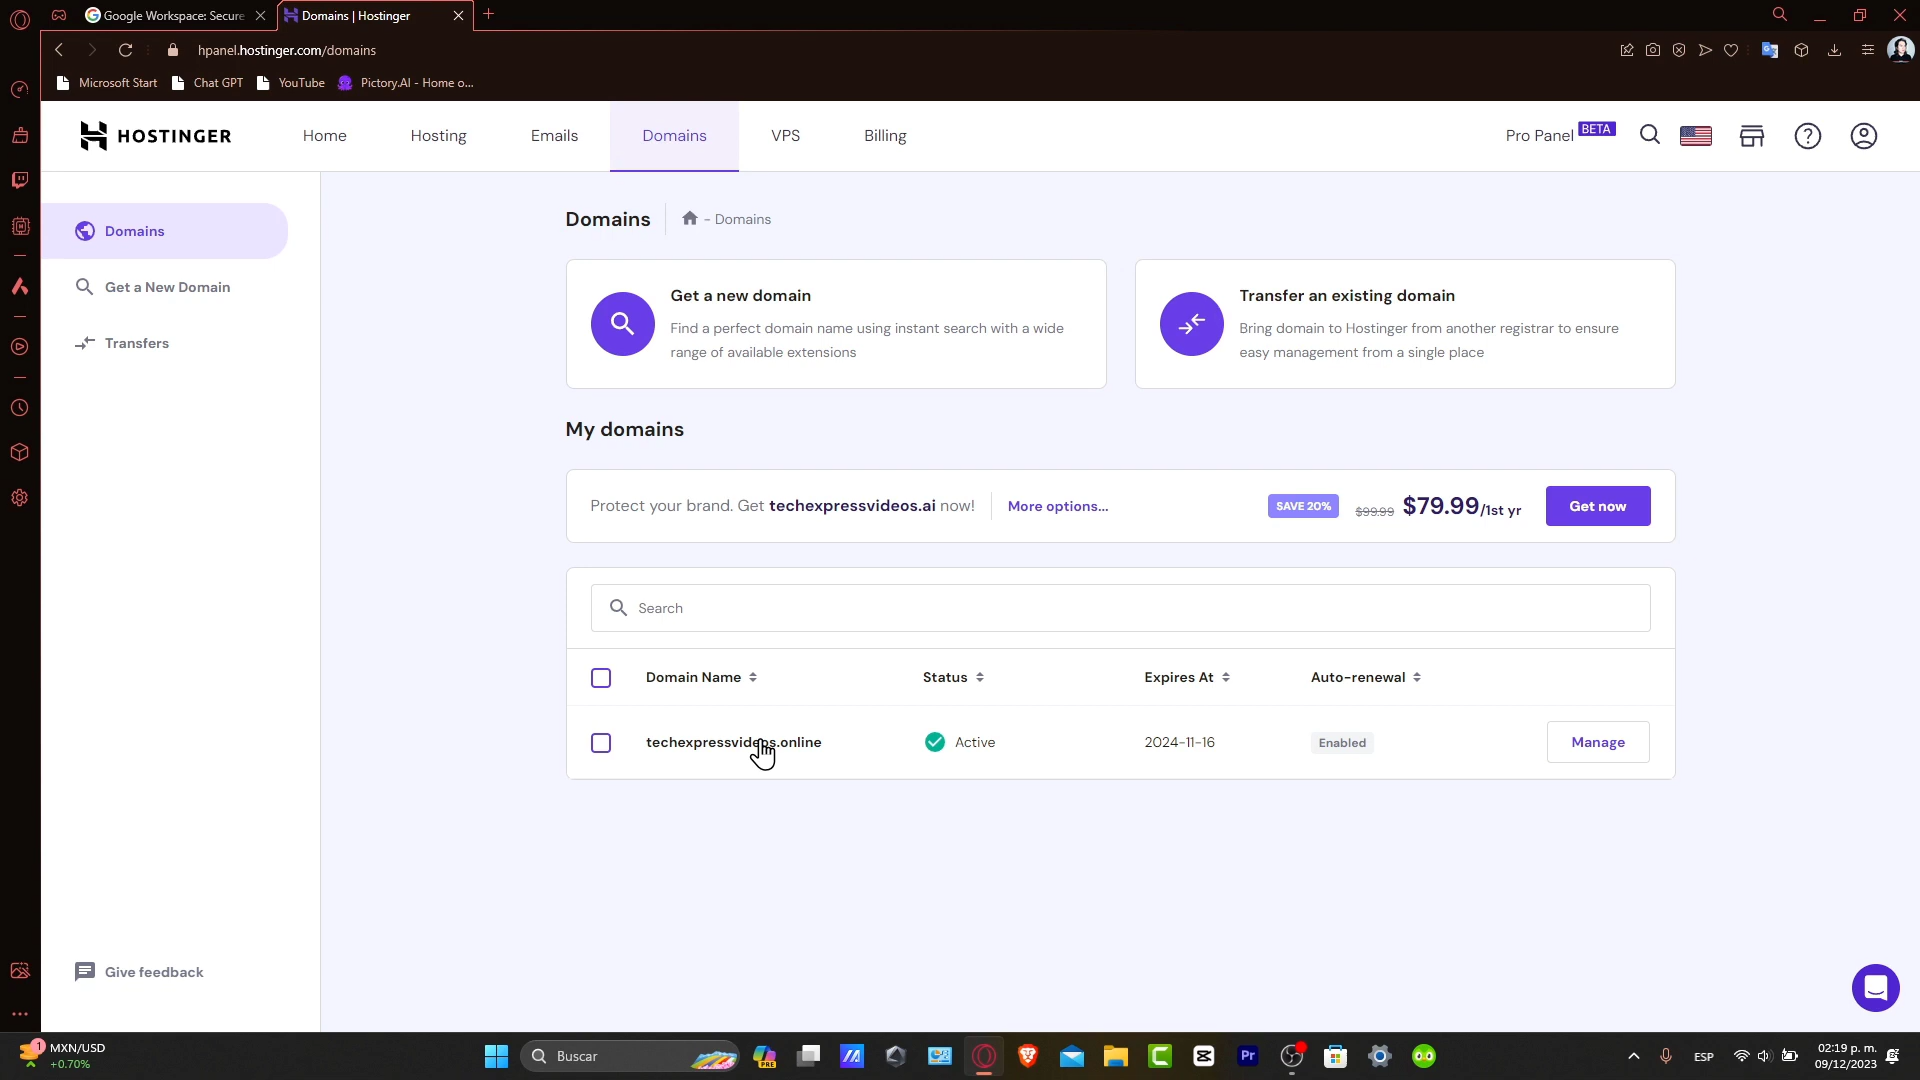 Google Workspace: Secure
Domains | Hostinger
hpanel.hostinger.com/domains
Microsoft Start
Chat GPT
YouTube
Pictory.AI - Home o...
HOSTINGER
Home
Hosting
Emails
Domains
VPS
Billing
Pro Panel BETA
Domains
Get a New Domain
Transfers
Give feedback
Domains
- Domains
Get a new domain
Find a perfect domain name using instant search with a wide
range of available extensions
Transfer an existing domain
Bring domain to Hostinger from another registrar to ensure
easy management from a single place
My domains
Protect your brand. Get techexpressvideos.ai now!
More options...
SAVE 20%
$99.99
$79.99/1st yr
Get now
Search
Domain Name
Status
Expires At
Auto-renewal
techexpressvideos.online
Active
2024-11-16
Enabled
Manage
1
MXN/USD
+0.70%
Buscar
PRE
Pr
ESP
02:19 p. m.
09/12/2023